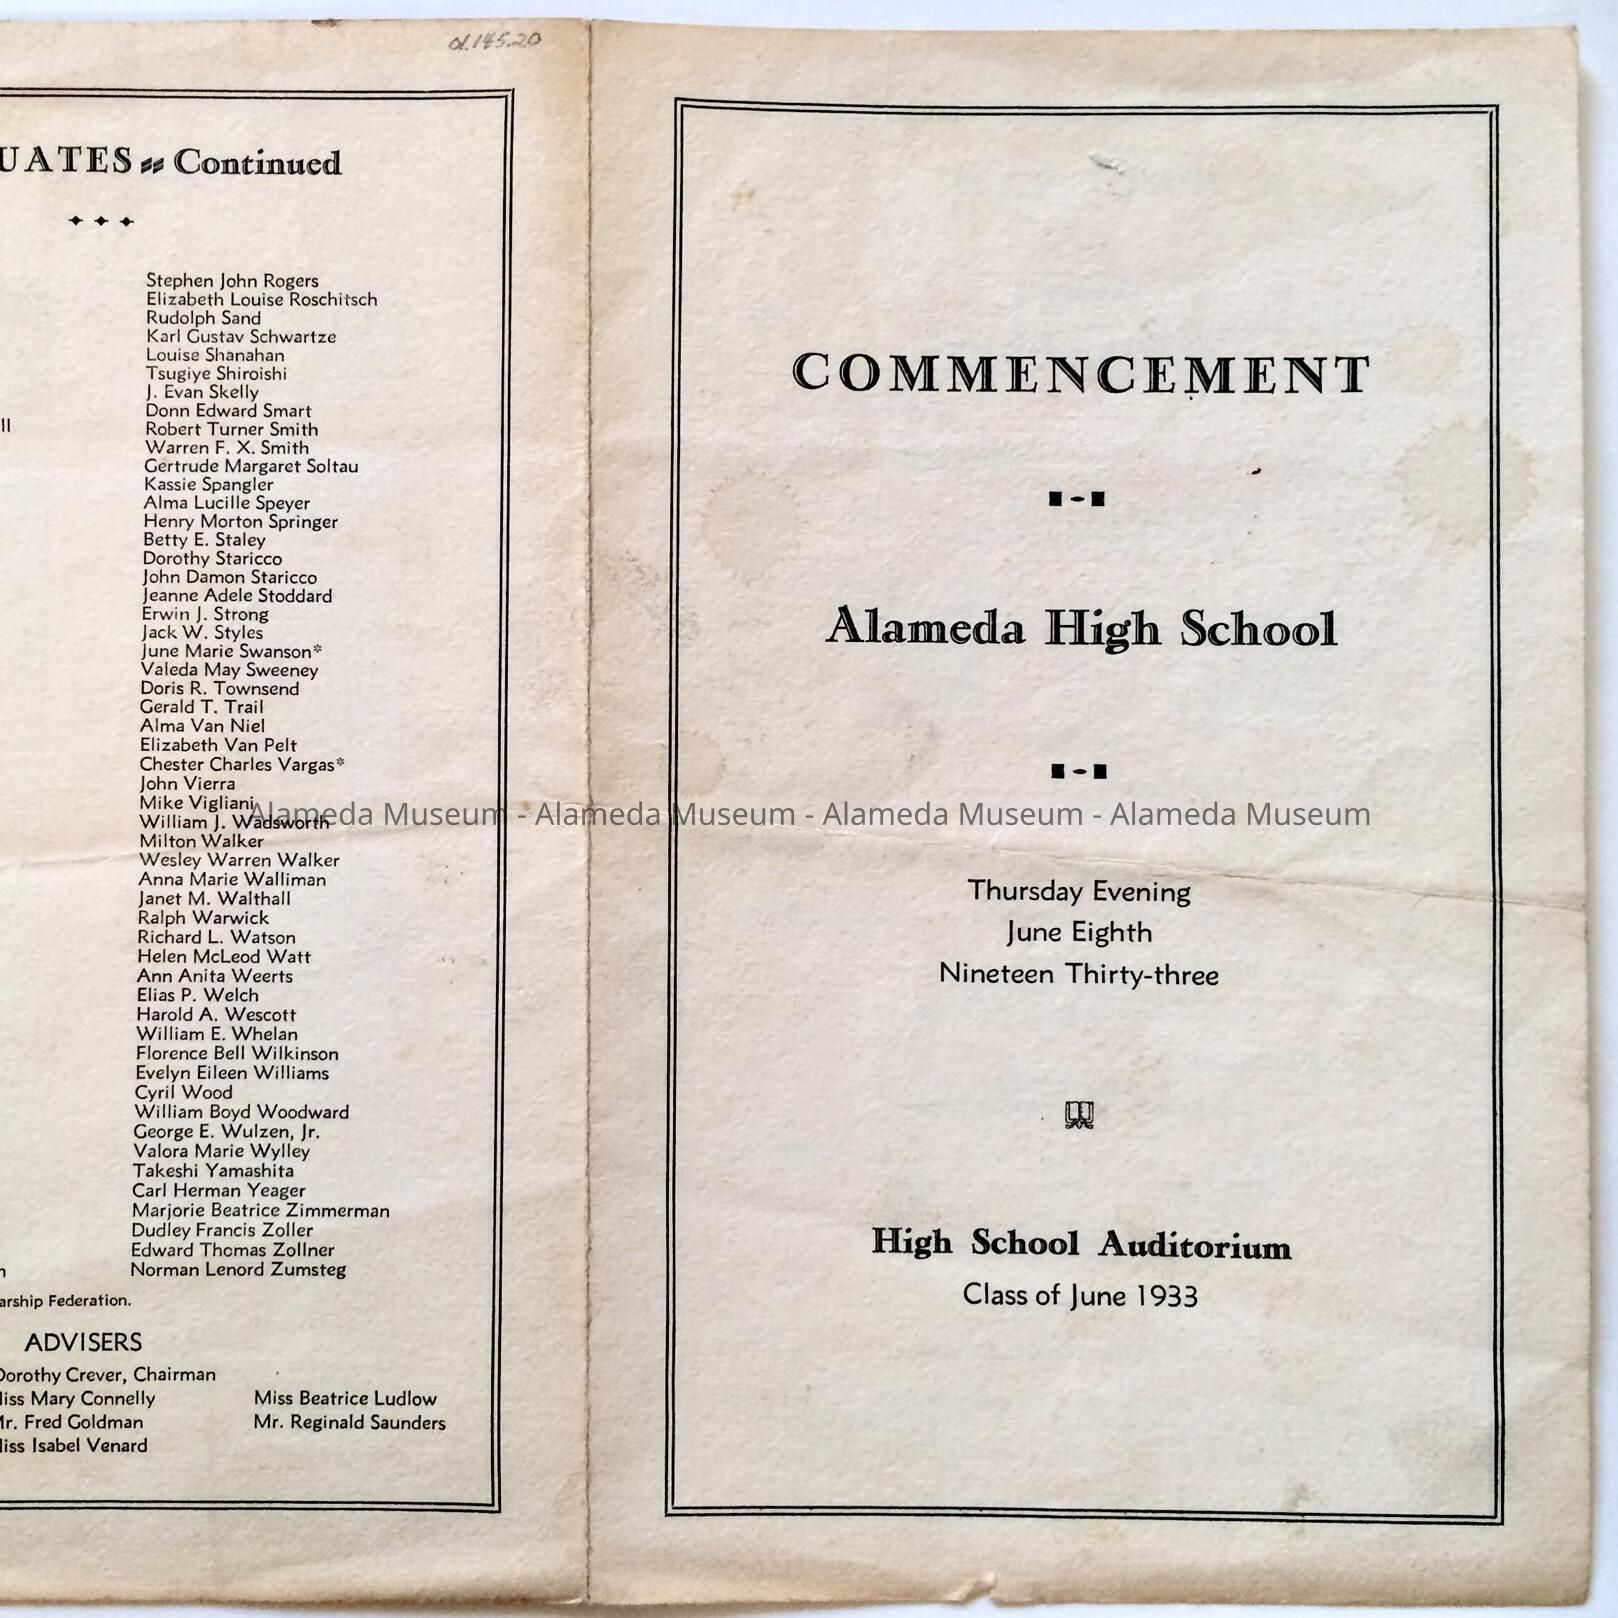 UATES Continued
Stephen John Rogers
Elizabeth Louise Roschitsch
Rudolph Sand
Karl Gustav Schwartze
Louise Shanahan
Tsugiye Shiroishi
J. Evan Skelly
Donn Edward Smart
ll
Robert Turner Smith
Warren F. X. Smith
Gertrude Margaret Soltau
Kassie Spangler
Alma Lucille Speyer
Henry Morton Springer
Betty E. Staley
Dorothy Staricco
John Damon Staricco
Jeanne Adele Stoddard
Erwin J. Strong
Jack W. Styles
June Marie Swanson*
Valeda May Sweeney
Doris R. Townsend
Gerald T. Trail
Alma Van Niel
Elizabeth Van Pelt
Chester Charles Vargas*
John Vierra
Mike Vigliani
William J. Wadsworth
Milton Walker
Wesley Warren Walker
Anna Marie Walliman
Janet M. Walthall
Ralph Warwick
Richard L. Watson
Helen McLeod Watt
Ann Anita Weerts
Elias P. Welch
Harold A. Wescott
William E. Whelan
Florence Bell Wilkinson
Evelyn Eileen Williams
Cyril Wood
William Boyd Woodward
George E. Wulzen, Jr.
Valora Marie Wylley
Takeshi Yamashita
Carl Herman Yeager
Marjorie Beatrice Zimmerman
Dudley Francis Zoller
Edward Thomas Zollner
Norman Lenord Zumsteg
arship Federation.
ADVISERS
Dorothy Crever, Chairman
iss Mary Connelly Miss Beatrice Ludlow
Mr. Fred Goldman Mr. Reginald Saunders
iss Isabel Venard
COMMENCEMENT
Alameda High School
Thursday Evening
June Eighth
Nineteen Thirty-three
High School Auditorium
Class of June 1933
Alameda Museum - Alameda Museum - Alameda Museum - Alameda Museum